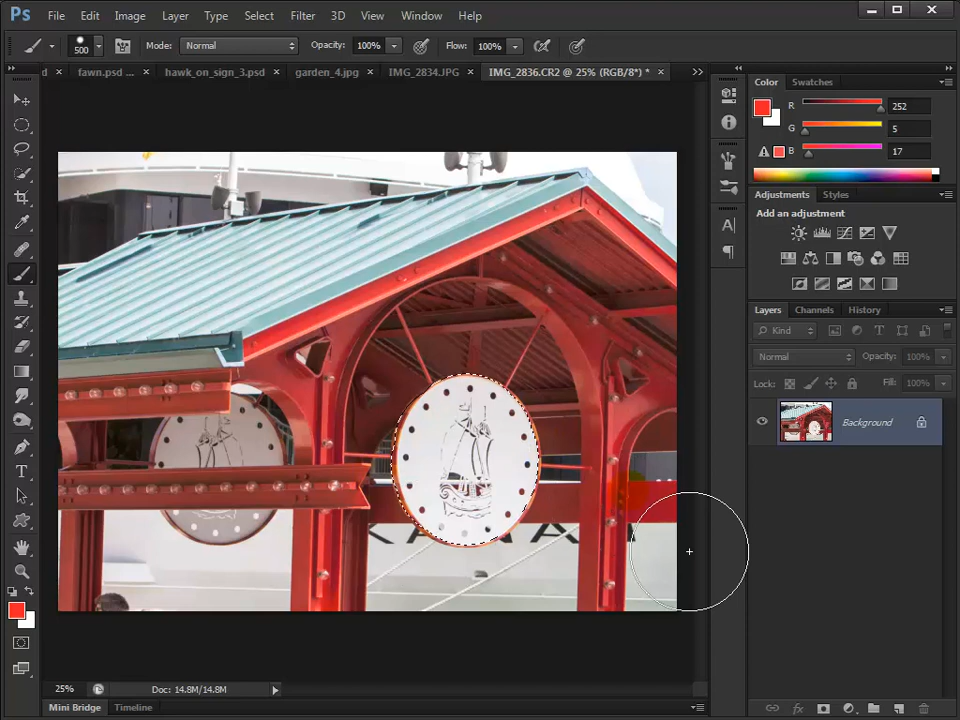 Ps File Edit Image Layer Type Select Filter 3D View Window Help
500 Mode: Normal Opacity: 100% Flow: 100%
d × fawn.psd ... × hawk_on_sign_3.psd × garden_4.jpg × IMG_2834.JPG × IMG_2836.CR2 @ 25% (RGB/8*) * ×
Color Swatches
R 252
G 5
B 17
Adjustments Styles
Add an adjustment
Layers Channels History
Kind
Normal Opacity: 100%
Lock: Fill: 100%
Background
25% Doc: 14.8M/14.8M
Mini Bridge Timeline